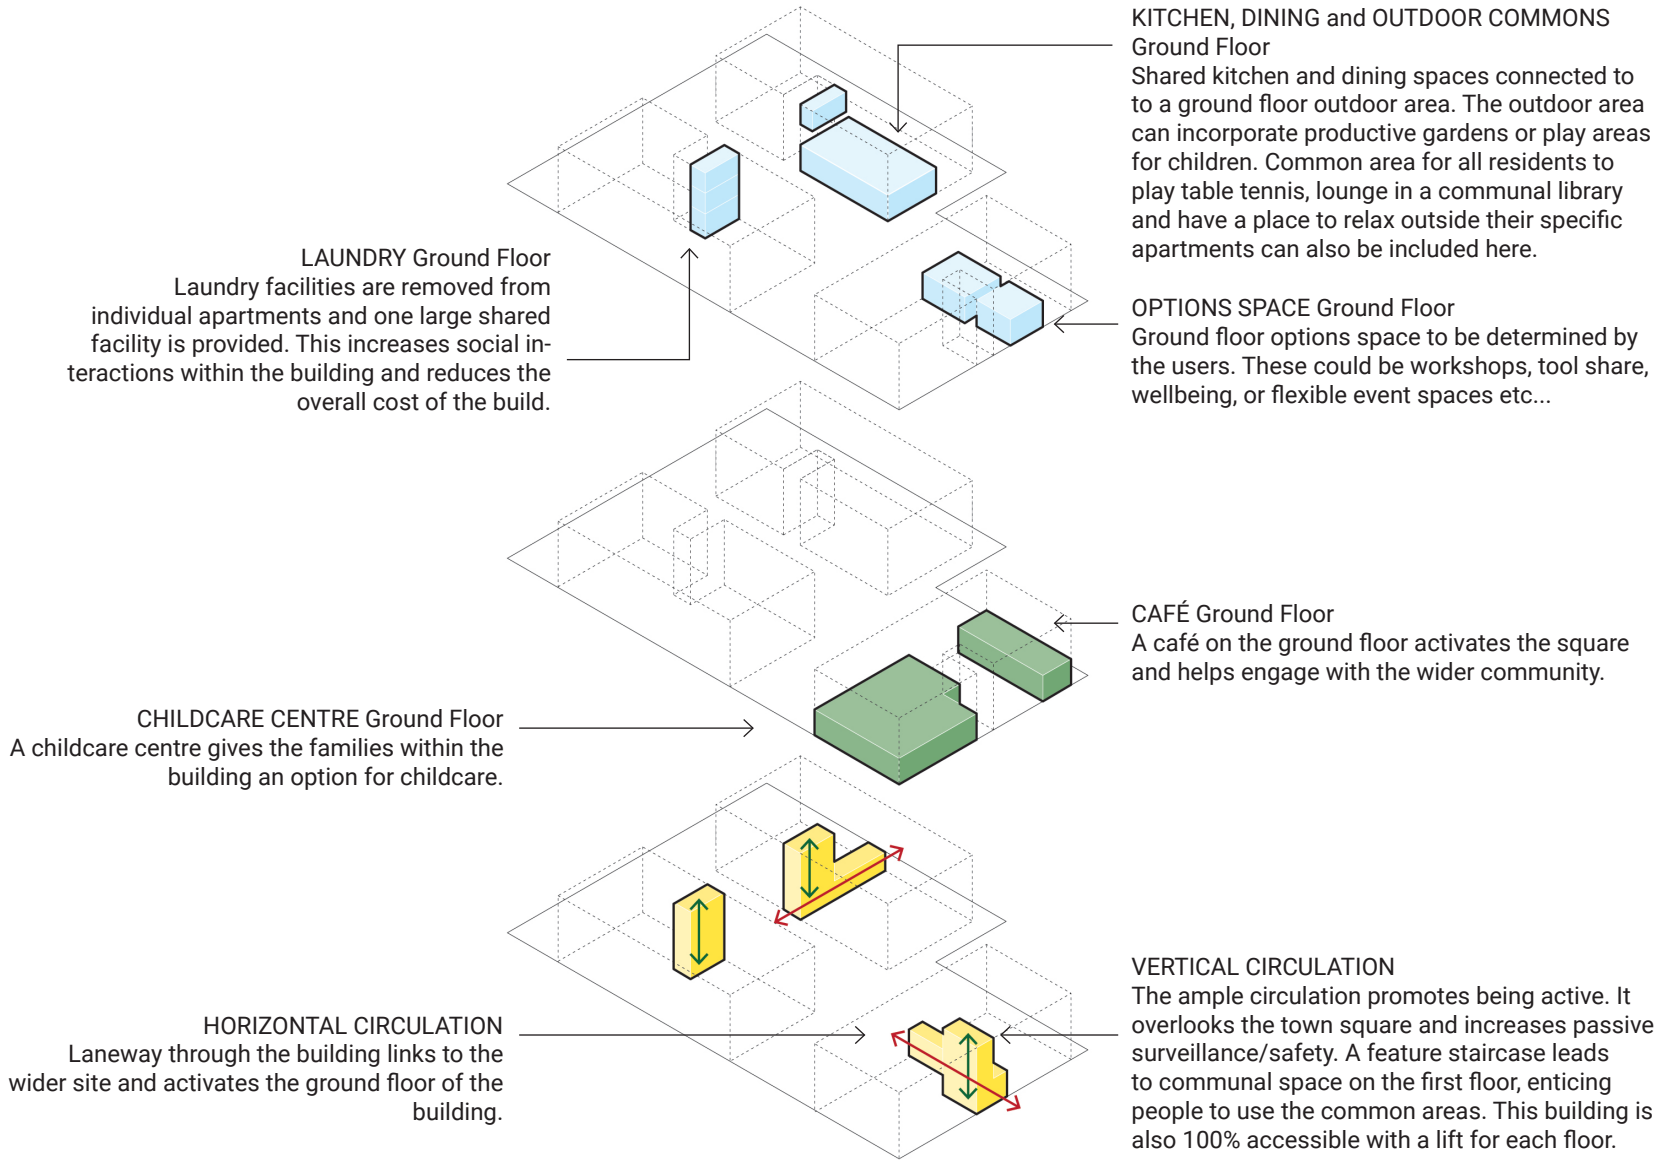 KITCHEN, DINING and OUTDOOR COMMONS
Ground Floor
Shared kitchen and dining spaces connected to
to a ground floor outdoor area. The outdoor area
can incorporate productive gardens or play areas
for children. Common area for all residents to
play table tennis, lounge in a communal library
and have a place to relax outside their specific
apartments can also be included here.
LAUNDRY Ground Floor
Laundry facilities are removed from
individual apartments and one large shared
facility is provided. This increases social in-
teractions within the building and reduces the
overall cost of the build.
OPTIONS SPACE Ground Floor
Ground floor options space to be determined by
the users. These could be workshops, tool share,
wellbeing, or flexible event spaces etc...
CAFÉ Ground Floor
A café on the ground floor activates the square
and helps engage with the wider community.
CHILDCARE CENTRE Ground Floor
A childcare centre gives the families within the
building an option for childcare.
VERTICAL CIRCULATION
The ample circulation promotes being active. It
overlooks the town square and increases passive
surveillance/safety. A feature staircase leads
to communal space on the first floor, enticing
people to use the common areas. This building is
also 100% accessible with a lift for each floor.
HORIZONTAL CIRCULATION
Laneway through the building links to the
wider site and activates the ground floor of the
building.